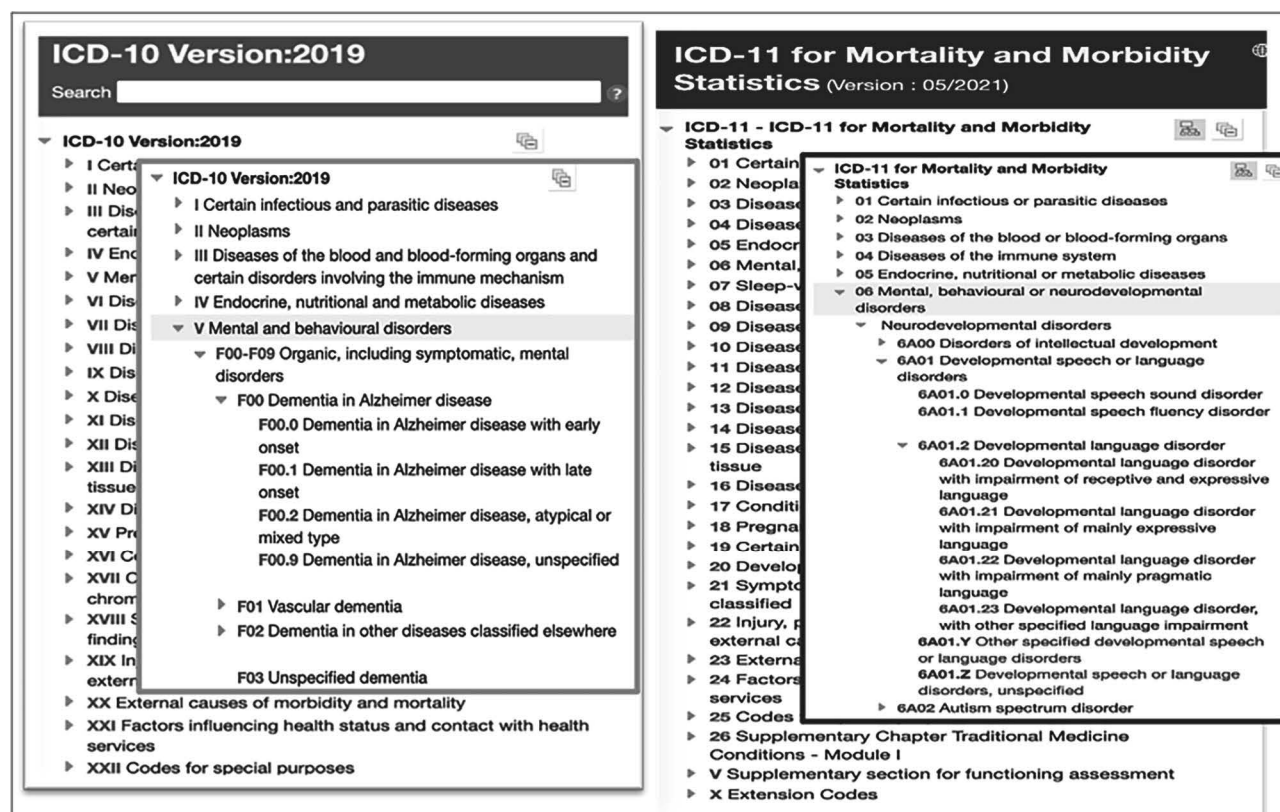 ICD-10 Version:2019
Search
?
ICD-10 Version:2019
I Certa
II Neo
III Dis
certain
IV End
V Men
VI Dis
VII Dis
VIII Di
IX Dis
X Dise
XI Dis
XII Dis
XIII Di
tissue
XIV Di
XV Pre
XVI Co
XVII C
chrom
XVIII S
finding
XIX In
extern
XX External causes of morbidity and mortality
XXI Factors influencing health status and contact with health
services
XXII Codes for special purposes
ICD-10 Version:2019
I Certain infectious and parasitic diseases
II Neoplasms
III Diseases of the blood and blood-forming organs and
certain disorders involving the immune mechanism
IV Endocrine, nutritional and metabolic diseases
V Mental and behavioural disorders
F00-F09 Organic, including symptomatic, mental
disorders
F00 Dementia in Alzheimer disease
F00.0 Dementia in Alzheimer disease with early
onset
F00.1 Dementia in Alzheimer disease with late
onset
F00.2 Dementia in Alzheimer disease, atypical or
mixed type
F00.9 Dementia in Alzheimer disease, unspecified
F01 Vascular dementia
F02 Dementia in other diseases classified elsewhere
F03 Unspecified dementia
ICD-11 for Mortality and Morbidity
Statistics (Version : 05/2021)
ICD-11 - ICD-11 for Mortality and Morbidity
Statistics
01 Certain
02 Neopla
03 Disease
04 Disease
05 Endocr
06 Mental,
07 Sleep-w
08 Disease
09 Disease
10 Disease
11 Disease
12 Disease
13 Disease
14 Disease
15 Disease
tissue
16 Disease
17 Conditi
18 Pregna
19 Certain
20 Develop
21 Sympto
classified
22 Injury, p
external ca
23 Externa
24 Factors
services
25 Codes
26 Supplementary Chapter Traditional Medicine
Conditions - Module I
V Supplementary section for functioning assessment
X Extension Codes
ICD-11 for Mortality and Morbidity
Statistics
01 Certain infectious or parasitic diseases
02 Neoplasms
03 Diseases of the blood or blood-forming organs
04 Diseases of the immune system
05 Endocrine, nutritional or metabolic diseases
06 Mental, behavioural or neurodevelopmental
disorders
Neurodevelopmental disorders
6A00 Disorders of intellectual development
6A01 Developmental speech or language
disorders
6A01.0 Developmental speech sound disorder
6A01.1 Developmental speech fluency disorder
6A01.2 Developmental language disorder
6A01.20 Developmental language disorder
with impairment of receptive and expressive
language
6A01.21 Developmental language disorder
with impairment of mainly expressive
language
6A01.22 Developmental language disorder
with impairment of mainly pragmatic
language
6A01.23 Developmental language disorder,
with other specified language impairment
6A01.Y Other specified developmental speech
or language disorders
6A01.Z Developmental speech or language
disorders, unspecified
6A02 Autism spectrum disorder